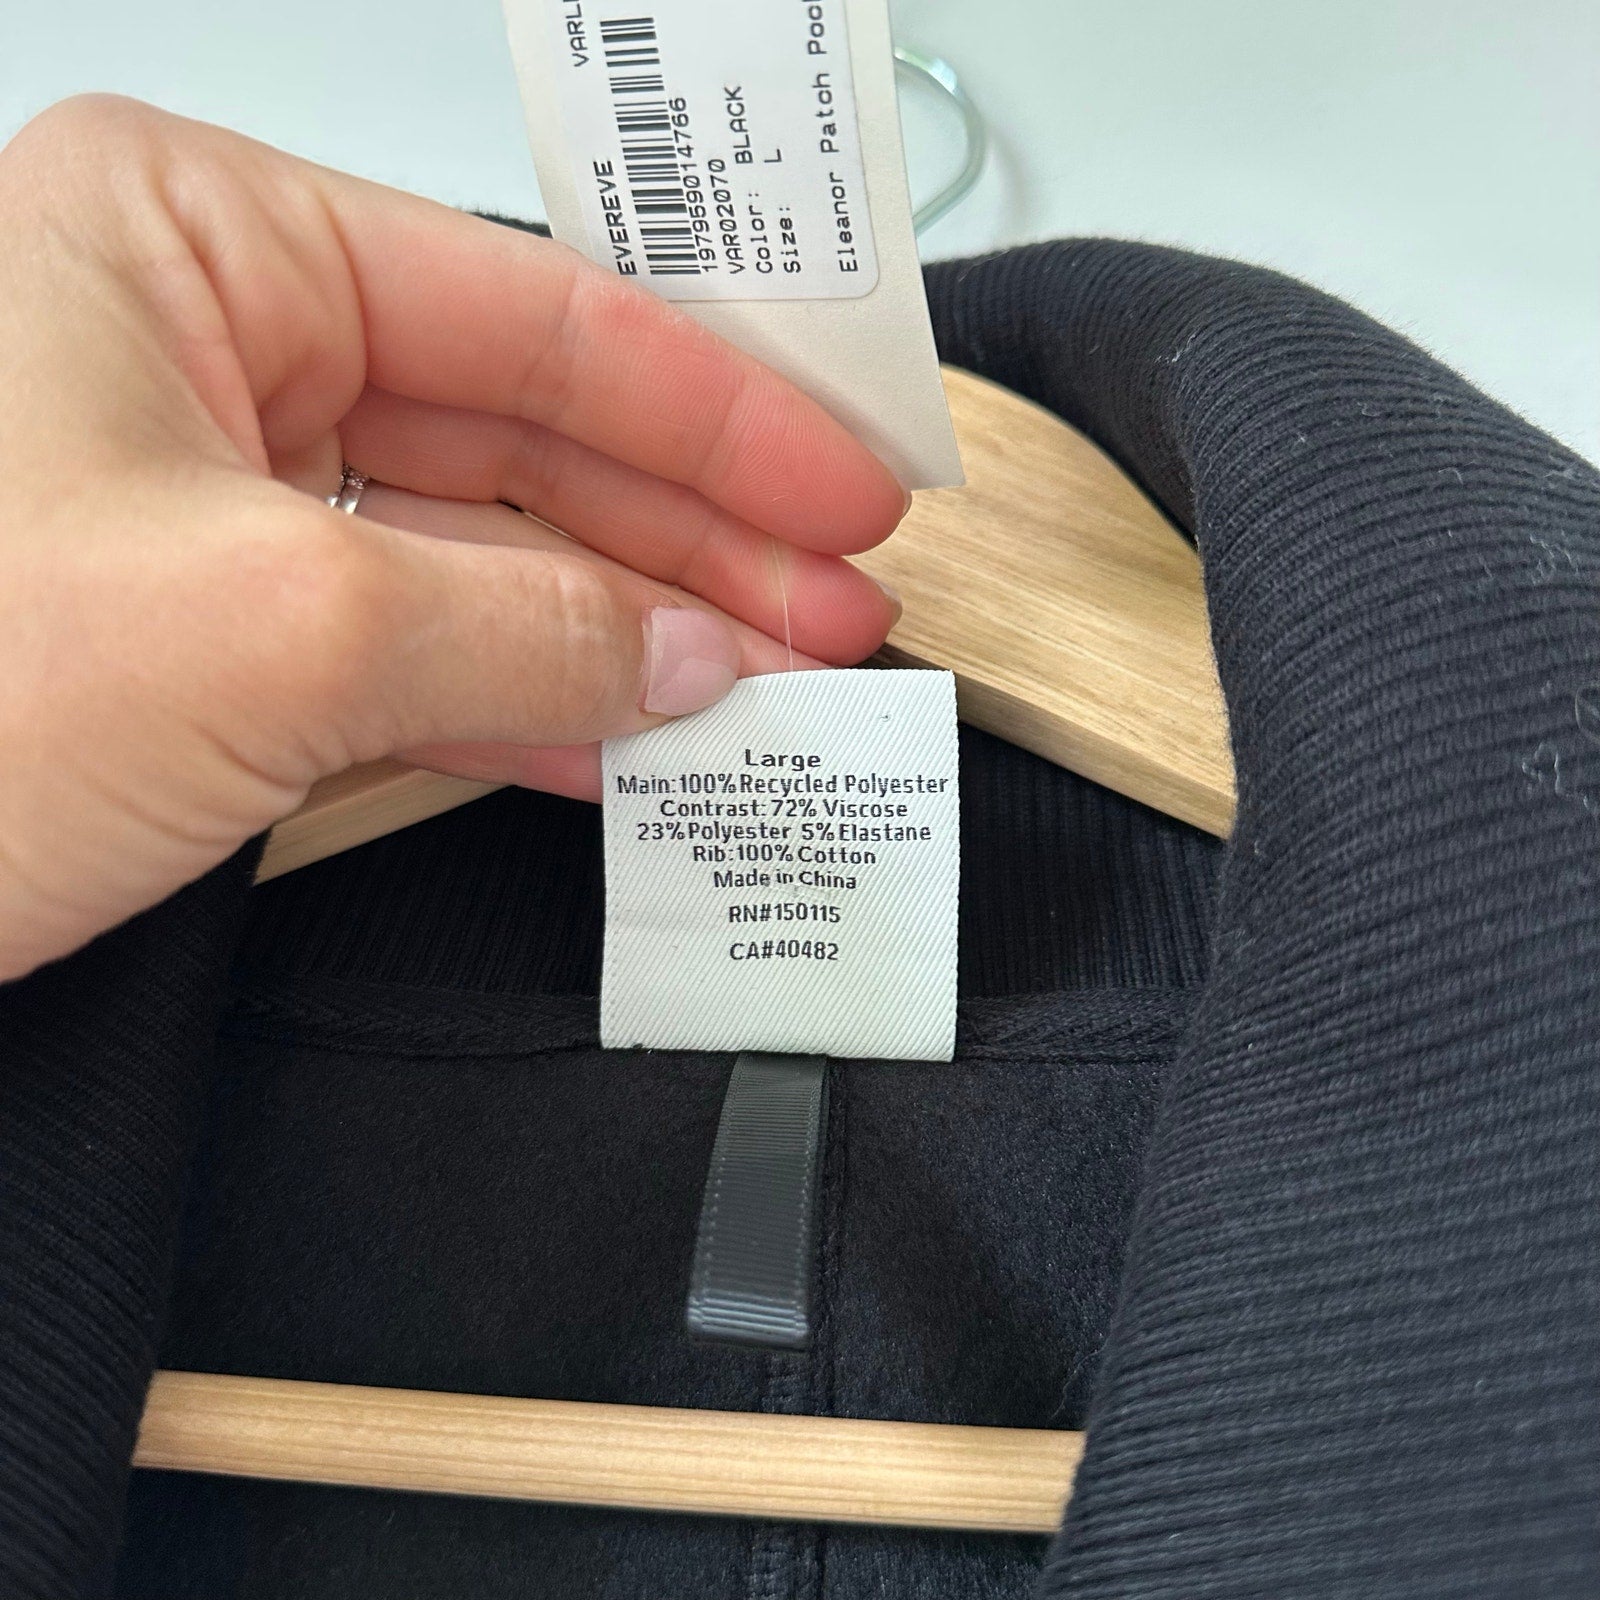 EVEREVE
197959014766
VAR02070
Color: BLACK
Size: L
Eleanor Patch
Large
Main:100% Recycled Polyester
Contrast: 72% Viscose
23% Polyester 5% Elastane
Rib:100% Cotton
Made in China
RN#150115
CA#40482